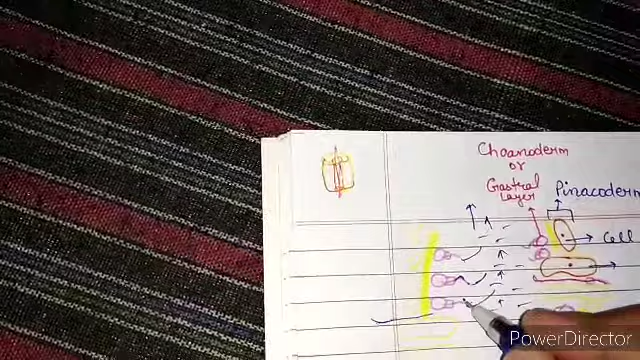 Choanoderm
or
Gastral
Layer
Pinacoderm
Cell
PowerDirector